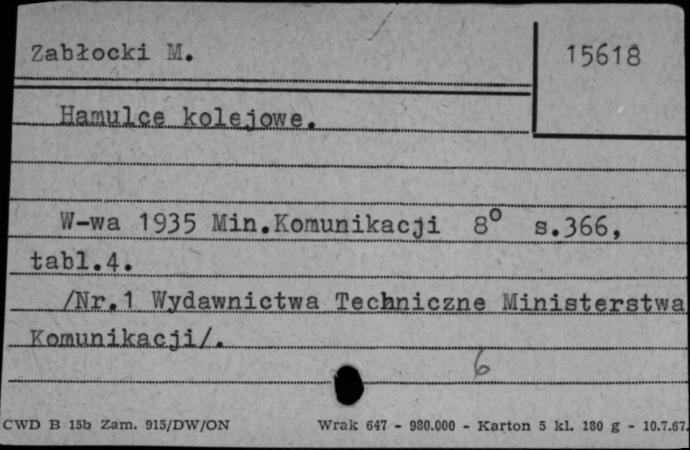 Zabłocki M.
15618
Hamulce kolejowe.
W-wa 1935 Min.Komunikacji 8° s.366,
tabl.4.
/Nr.1 Wydawnictwa Techniczne Ministerstwa
Komunikacji/.
6
CWD B 15b Zam. 915/DW/ON Wrak 647 - 980.000 - Karton 5 kl. 180 g - 10.7.67.